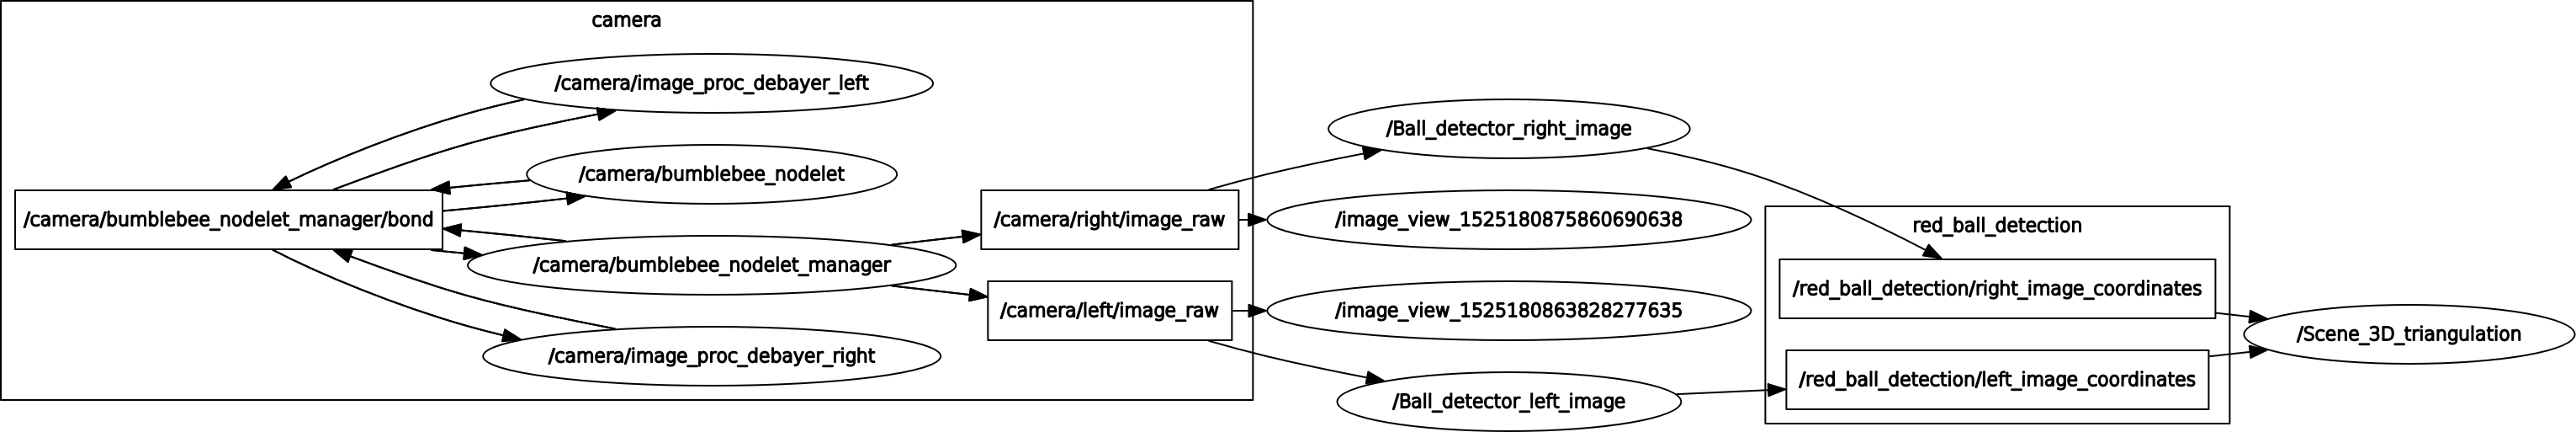 camera
/camera/image_proc_debayer_left
/camera/bumblebee_nodelet
/camera/bumblebee_nodelet_manager/bond
/camera/bumblebee_nodelet_manager
/camera/image_proc_debayer_right
/camera/right/image_raw
/camera/left/image_raw
/Ball_detector_right_image
/image_view_1525180875860690638
/image_view_1525180863828277635
/Ball_detector_left_image
red_ball_detection
/red_ball_detection/right_image_coordinates
/red_ball_detection/left_image_coordinates
/Scene_3D_triangulation